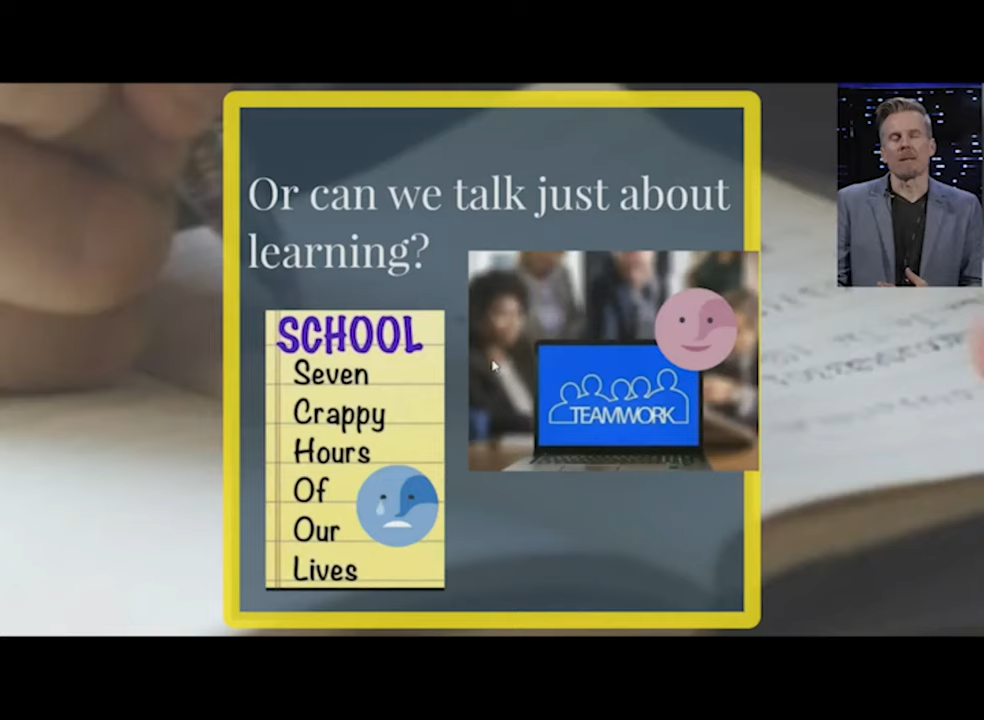 Or can we talk just about
learning?
SCHOOL
Seven
Crappy
Hours
Of
Our
Lives
TEAMWORK